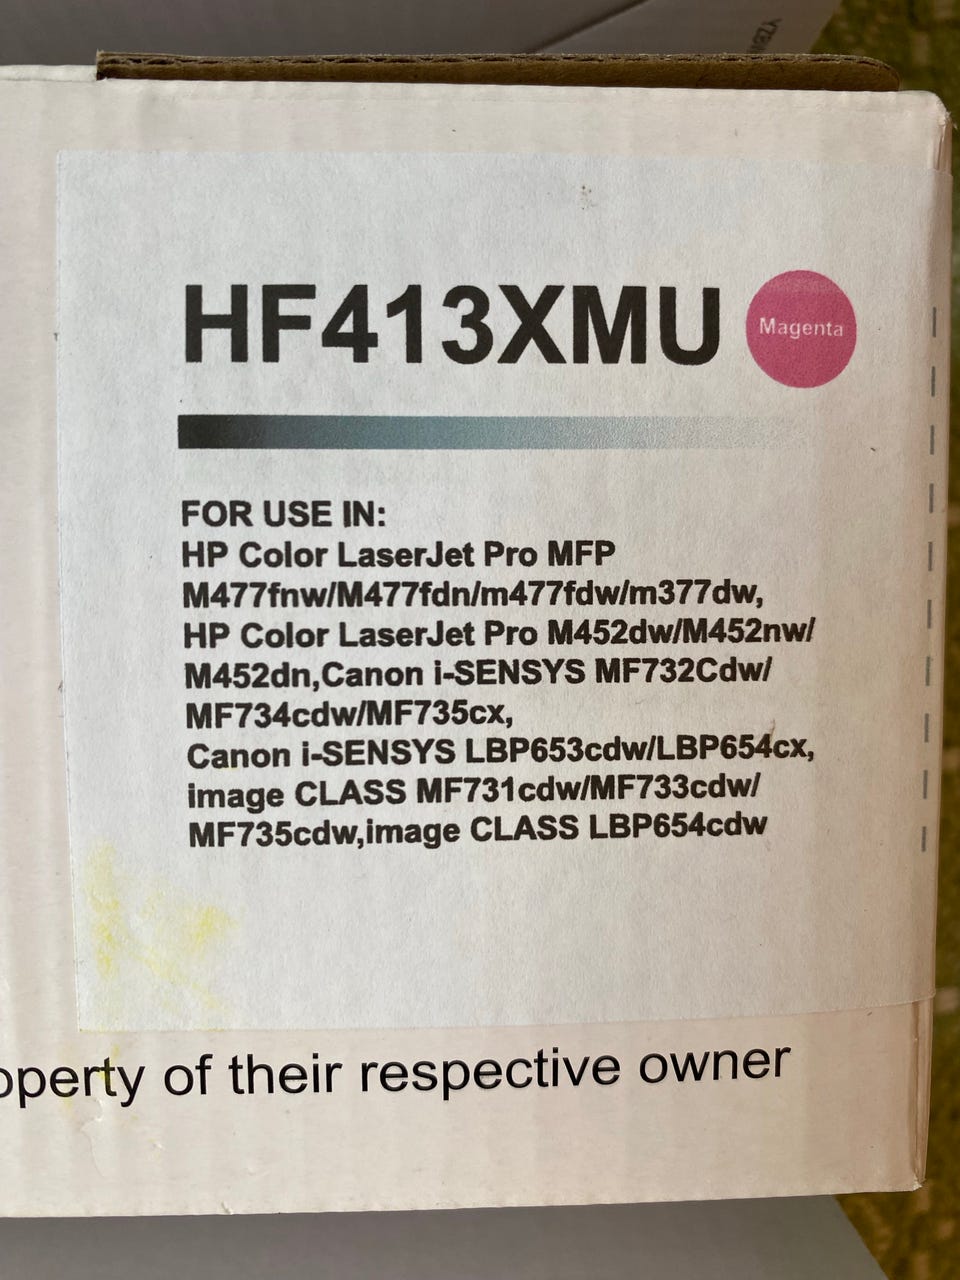 HF413XMU
Magenta
FOR USE IN:
HP Color LaserJet Pro MFP
M477fnw/M477fdn/m477fdw/m377dw,
HP Color LaserJet Pro M452dw/M452nw/
M452dn,Canon i-SENSYS MF732Cdw/
MF734cdw/MF735cx,
Canon i-SENSYS LBP653cdw/LBP654cx,
image CLASS MF731cdw/MF733cdw/
MF735cdw,image CLASS LBP654cdw
operty of their respective owner